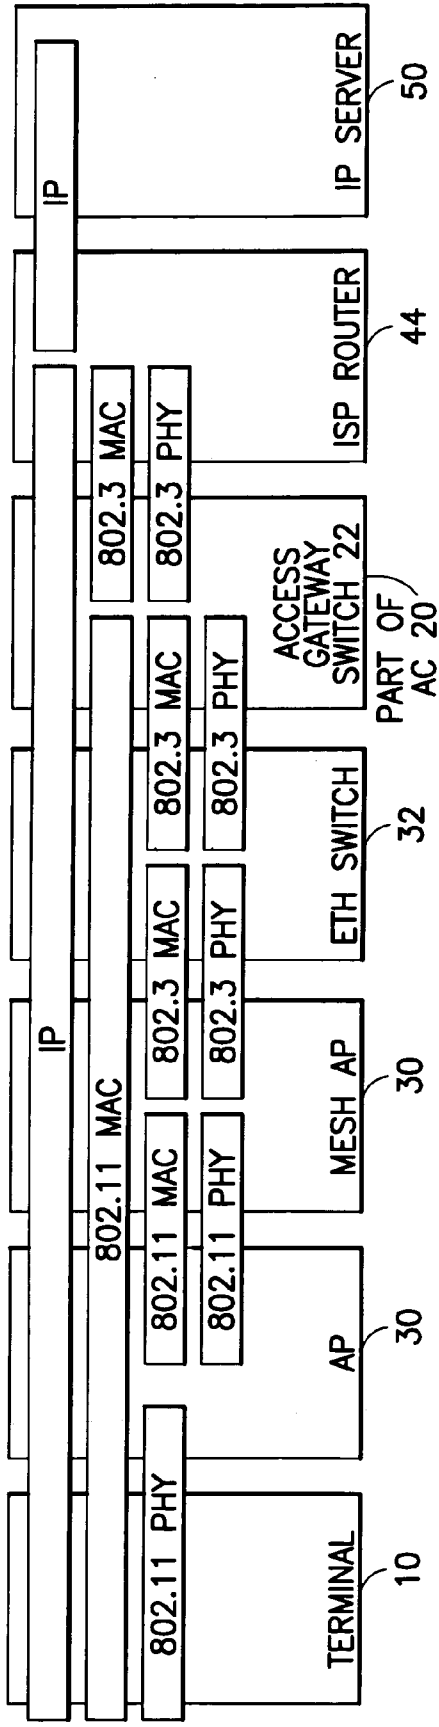 IP
IP
802.11 MAC
802.3 MAC
802.11 PHY
802.11 MAC
802.3 MAC
802.3 MAC
802.3 PHY
802.11 PHY
802.3 PHY
802.3 PHY
TERMINAL
10
AP
30
MESH AP
30
ETH SWITCH
32
ACCESS
GATEWAY
SWITCH 22
PART OF
AC 20
ISP ROUTER
44
IP SERVER
50